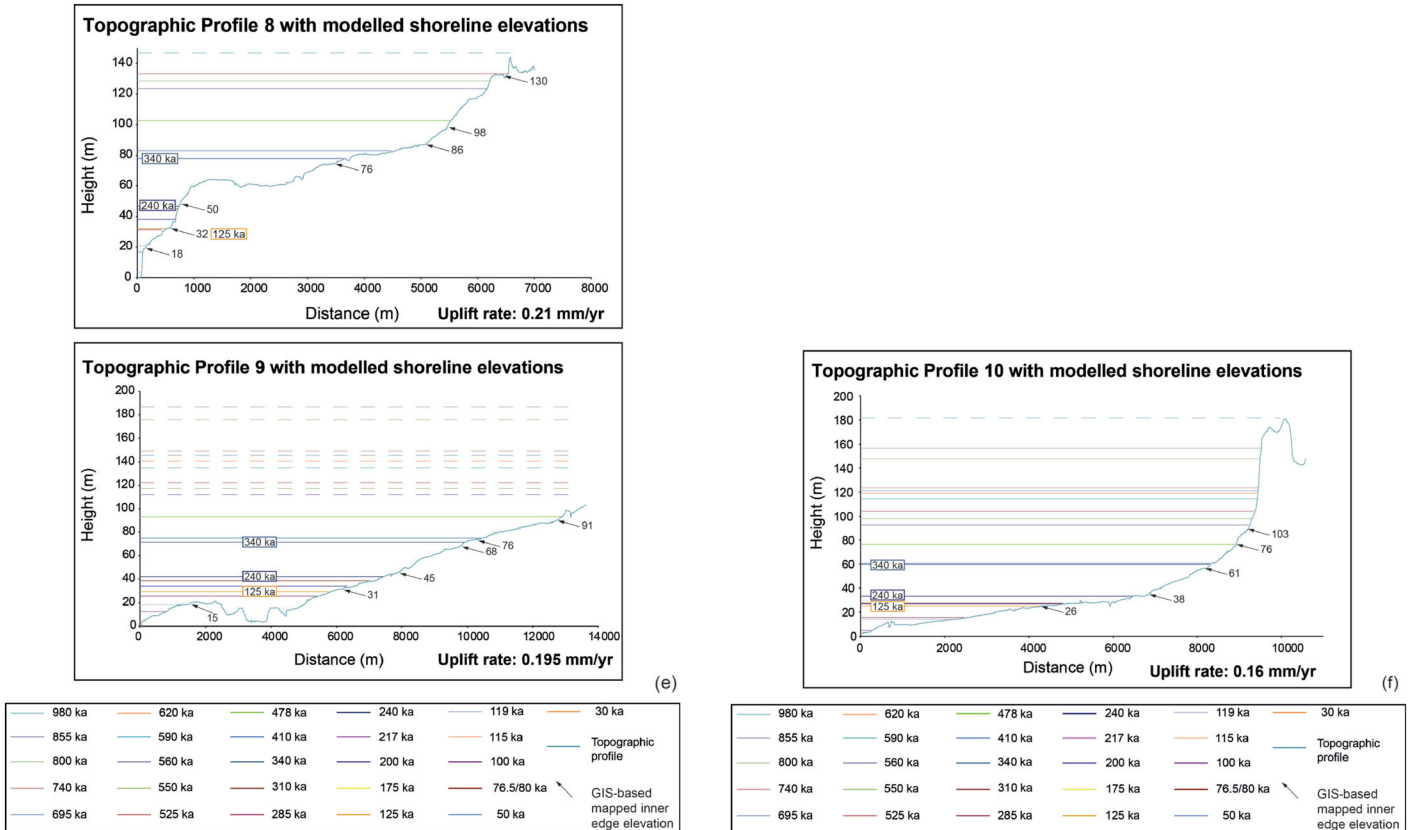 Topographic Profile 8 with modelled shoreline elevations
140
120
100
80
60
40
20
0
Height (m)
340 ka
240 ka
125 ka
130
98
86
76
50
32
18
0 1000 2000 3000 4000 5000 6000 7000 8000
Distance (m)
Uplift rate: 0.21 mm/yr
Topographic Profile 9 with modelled shoreline elevations
200
180
160
140
120
100
80
60
40
20
0
Height (m)
340 ka
240 ka
125 ka
91
76
68
45
31
15
0 2000 4000 6000 8000 10000 12000 14000
Distance (m)
Uplift rate: 0.195 mm/yr
(e)
Topographic Profile 10 with modelled shoreline elevations
200
180
160
140
120
100
80
60
40
20
0
Height (m)
340 ka
240 ka
125 ka
103
76
61
38
26
0 2000 4000 6000 8000 10000
Distance (m)
Uplift rate: 0.16 mm/yr
(f)
980 ka 620 ka 478 ka 240 ka 119 ka 30 ka
855 ka 590 ka 410 ka 217 ka 115 ka Topographic
profile
800 ka 560 ka 340 ka 200 ka 100 ka
740 ka 550 ka 310 ka 175 ka 76.5/80 ka GIS-based
mapped inner
695 ka 525 ka 285 ka 125 ka 50 ka edge elevation
980 ka 620 ka 478 ka 240 ka 119 ka 30 ka
855 ka 590 ka 410 ka 217 ka 115 ka Topographic
profile
800 ka 560 ka 340 ka 200 ka 100 ka
740 ka 550 ka 310 ka 175 ka 76.5/80 ka GIS-based
mapped inner
695 ka 525 ka 285 ka 125 ka 50 ka edge elevation